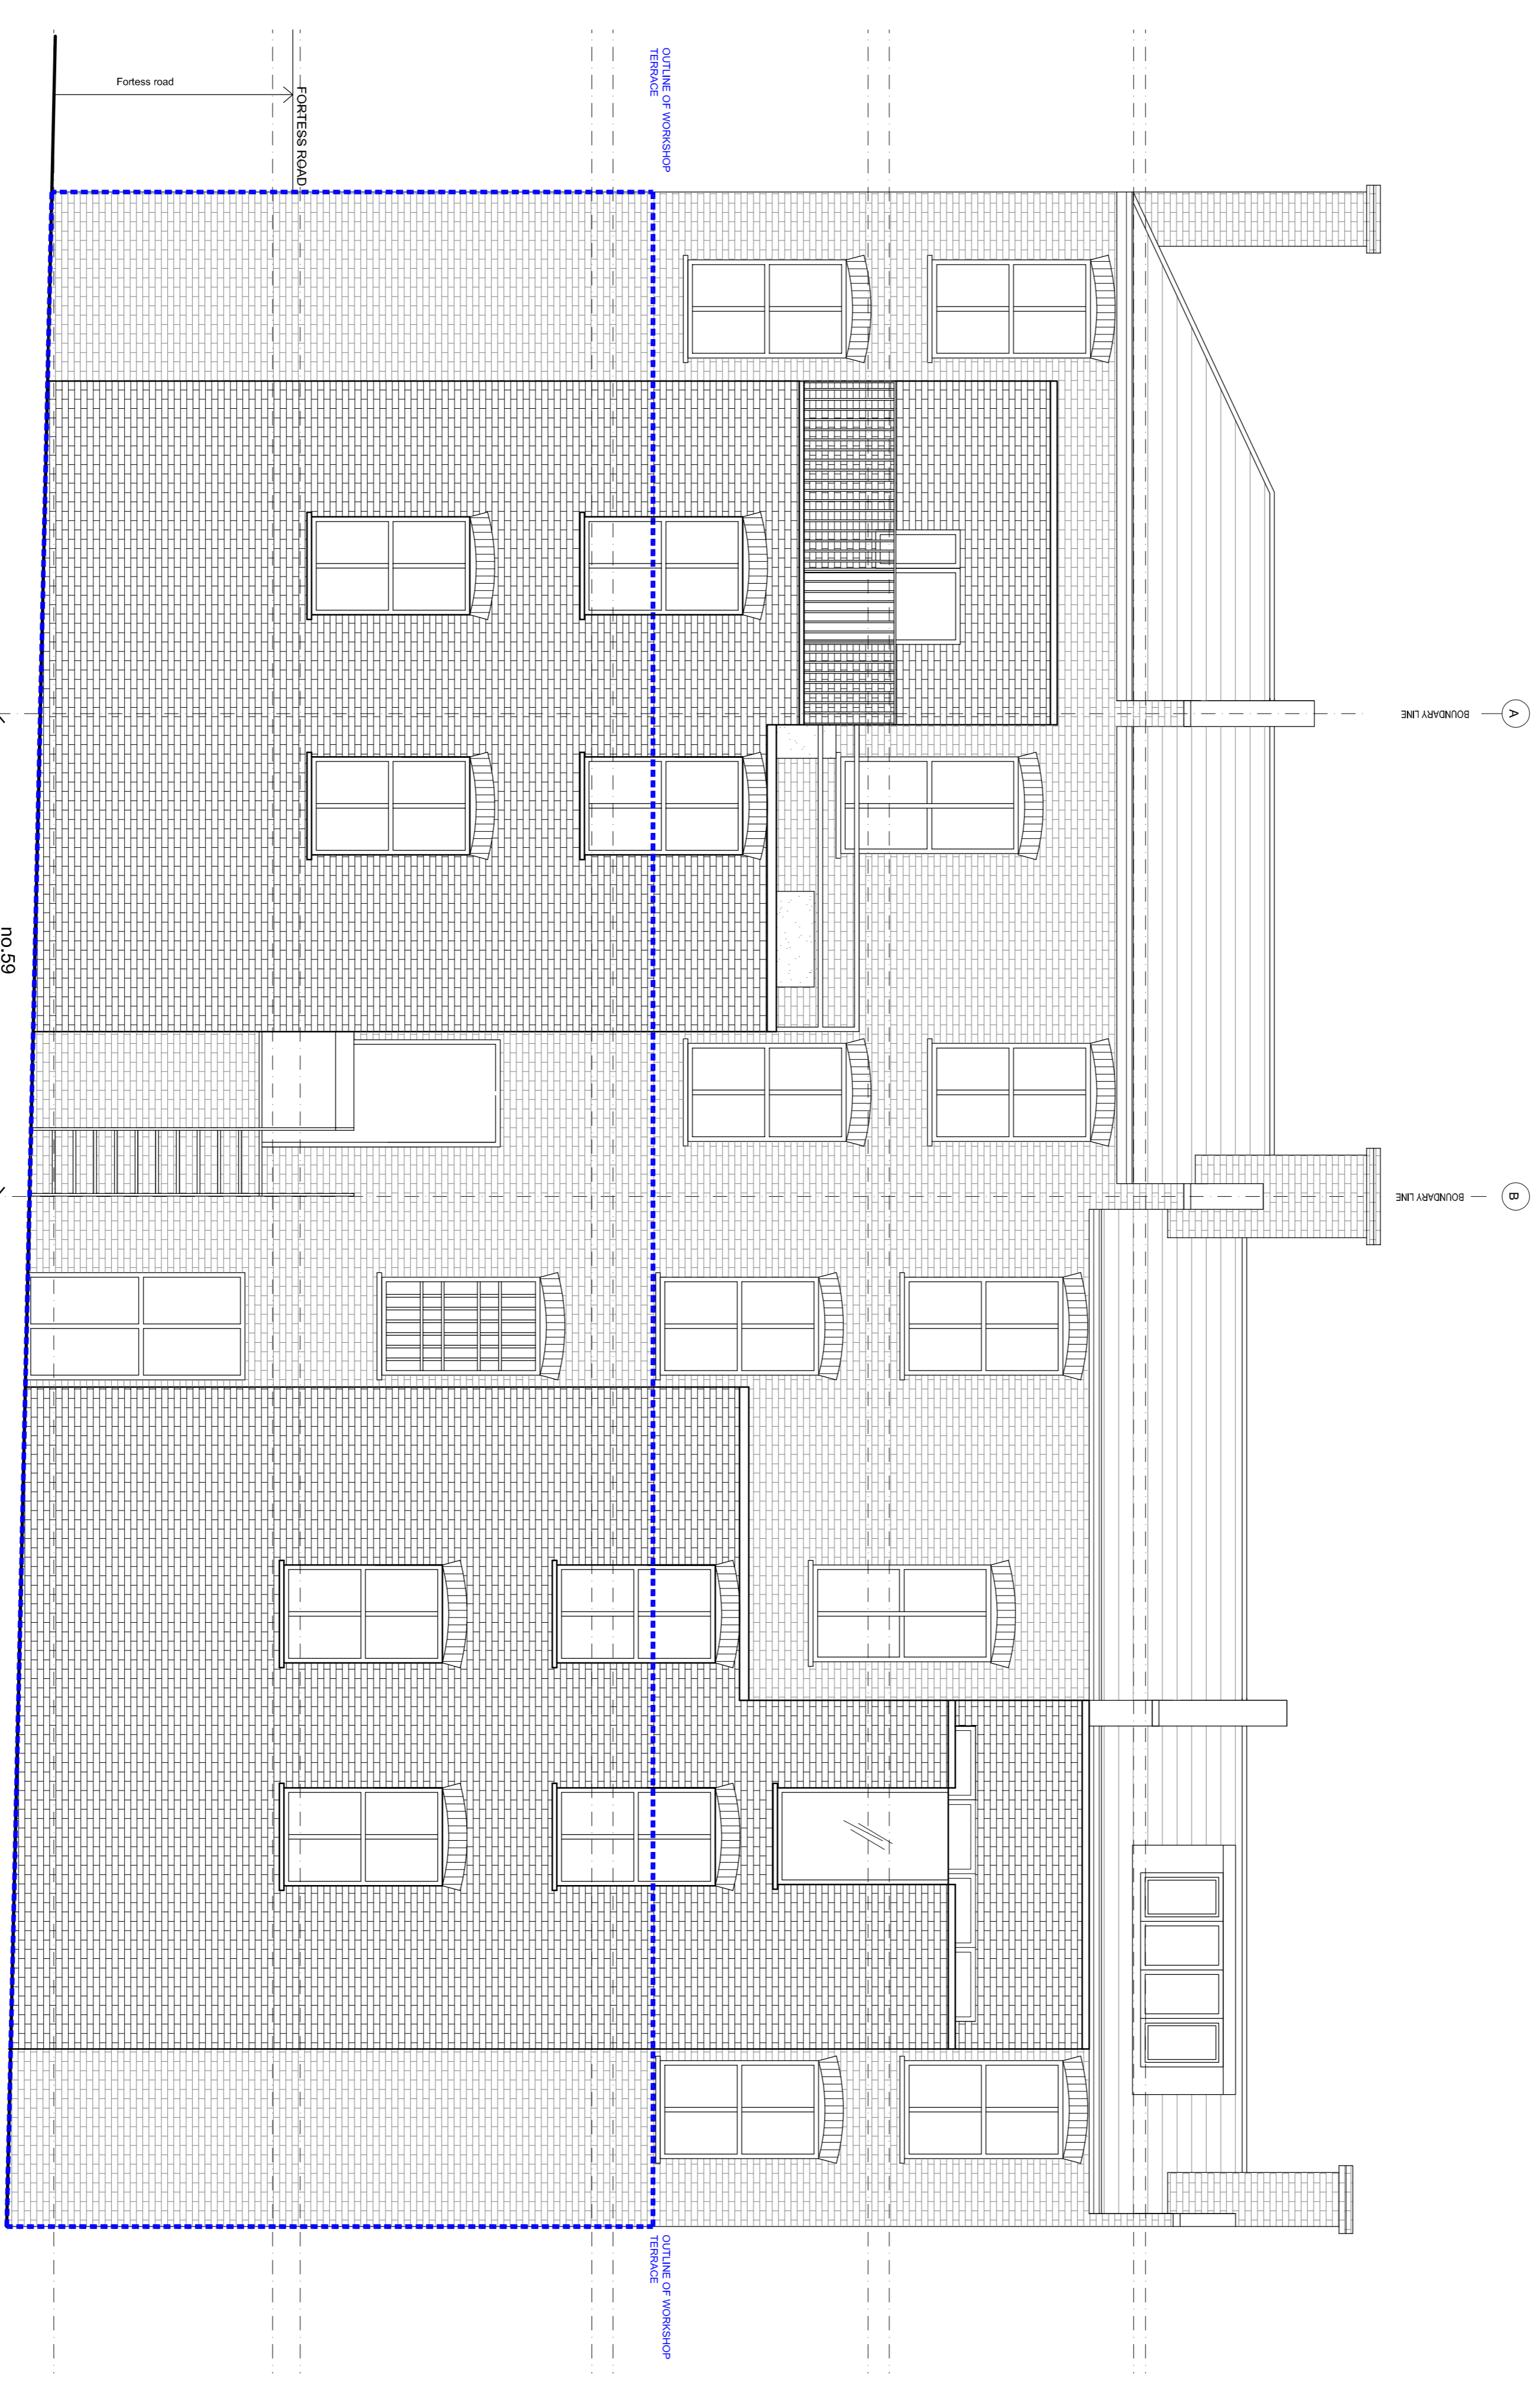 OUTLINE OF WORKSHOP
TERRACE
Fortess road
FORTESS ROAD
A
BOUNDARY LINE
B
BOUNDARY LINE
no.59
OUTLINE OF WORKSHOP
TERRACE